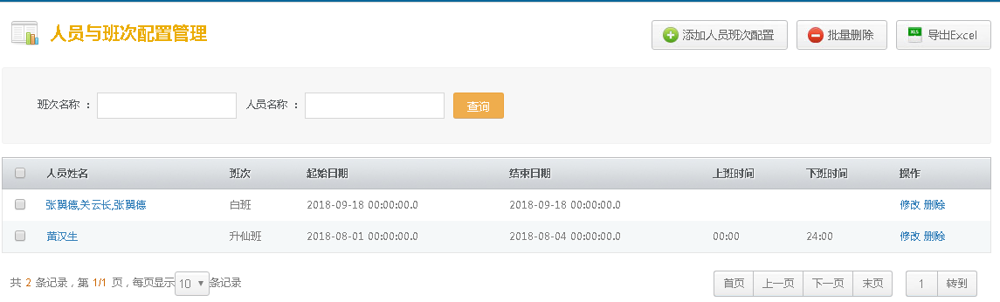 人员与班次配置管理 添加人员班次配置 批量删除 导出Excel
班次名称 ： 人员名称 ： 查询
人员姓名 班次 起始日期 结束日期 上班时间 下班时间 操作
张翼德,关云长,张翼德 白班 2018-09-18 00:00:00.0 2018-09-18 00:00:00.0 修改 删除
黄汉生 升仙班 2018-08-01 00:00:00.0 2018-08-04 00:00:00.0 00:00 24:00 修改 删除
共 2 条记录 , 第 1/1 页 , 每页显示 10 条记录 首页 上一页 下一页 末页 1 转到